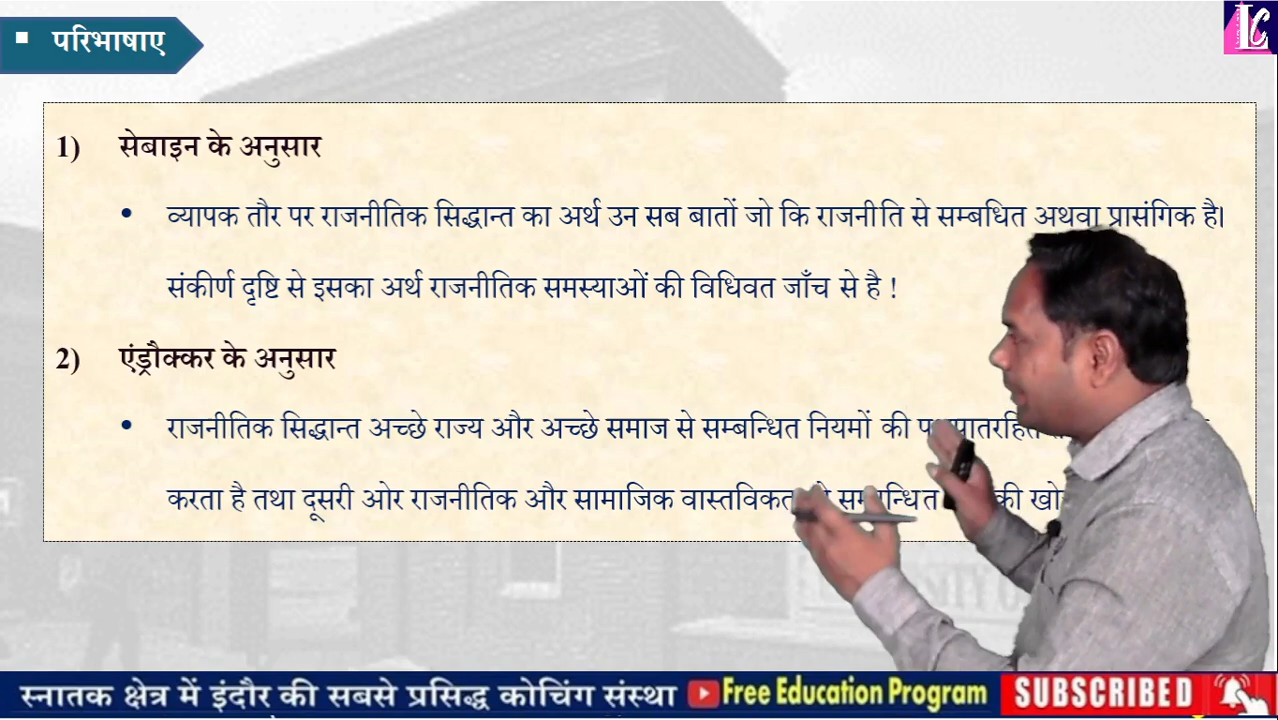 ▪ परिभाषाए
LC
1) सेबाइन के अनुसार
• व्यापक तौर पर राजनीतिक सिद्धान्त का अर्थ उन सब बातों जो कि राजनीति से सम्बधित अथवा प्रासंगिक है।
संकीर्ण दृष्टि से इसका अर्थ राजनीतिक समस्याओं की विधिवत जाँच से है !
2) एंड्रौक्कर के अनुसार
• राजनीतिक सिद्धान्त अच्छे राज्य और अच्छे समाज से सम्बन्धित नियमों की
करता है तथा दूसरी ओर राजनीतिक और सामाजिक की
स्नातक क्षेत्र में इंदौर की सबसे प्रसिद्ध कोचिंग संस्था Free Education Program SUBSCRIBED